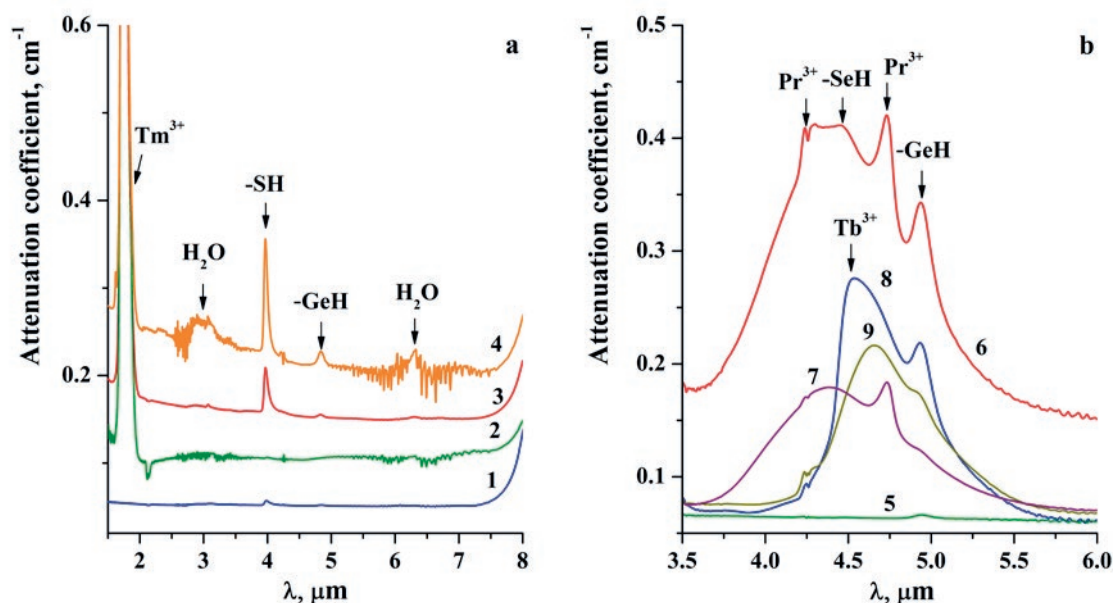 a
Attenuation coefficient, cm⁻¹
0.6
0.4
0.2
Tm³⁺
H₂O
-SH
-GeH
H₂O
4
3
2
1
2 3 4 5 6 7 8
λ, μm
b
Attenuation coefficient, cm⁻¹
0.5
0.4
0.3
0.2
0.1
Pr³⁺ -SeH Pr³⁺
-GeH
Tb³⁺
8
6
9
7
5
3.5 4.0 4.5 5.0 5.5 6.0
λ, μm